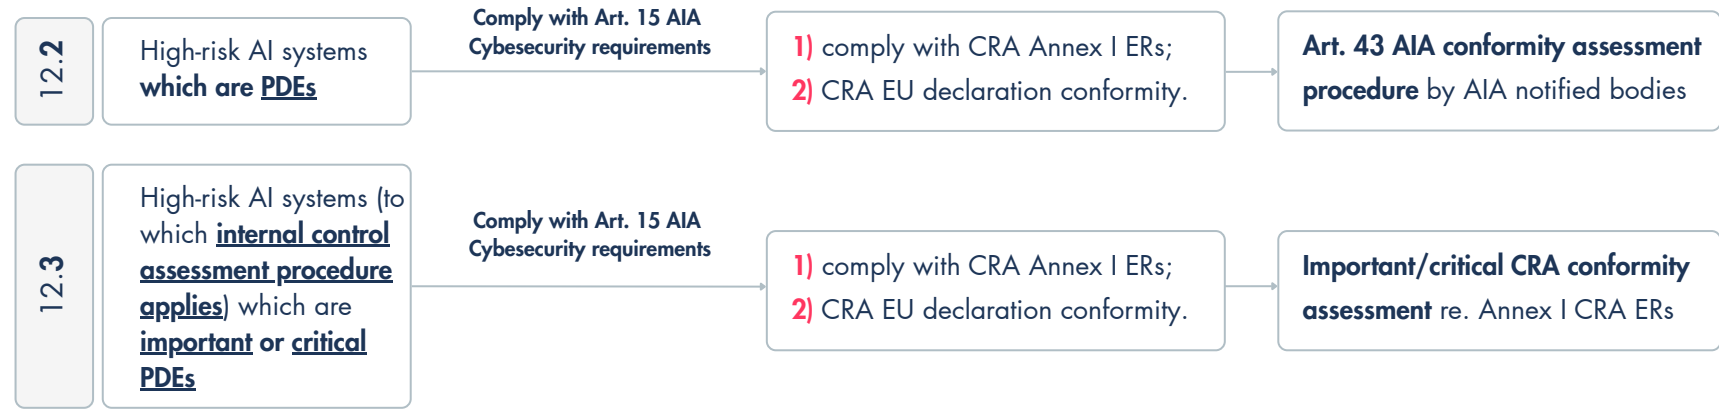 12.2
High-risk AI systems
which are PDEs
Comply with Art. 15 AIA
Cybesecurity requirements
1) comply with CRA Annex I ERs;
2) CRA EU declaration conformity.
Art. 43 AIA conformity assessment
procedure by AIA notified bodies
12.3
High-risk AI systems (to
which internal control
assessment procedure
applies) which are
important or critical
PDEs
Comply with Art. 15 AIA
Cybesecurity requirements
1) comply with CRA Annex I ERs;
2) CRA EU declaration conformity.
Important/critical CRA conformity
assessment re. Annex I CRA ERs